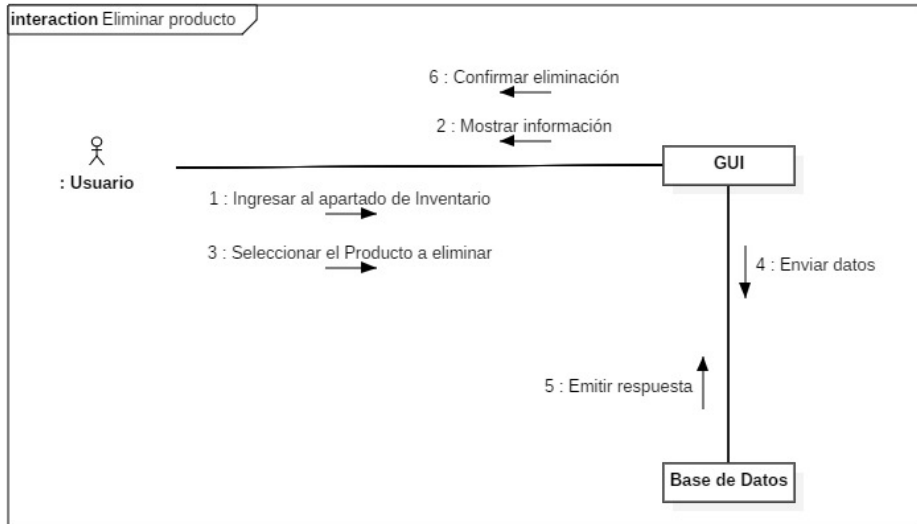 interaction Eliminar producto
6 : Confirmar eliminación
2 : Mostrar información
: Usuario
GUI
1 : Ingresar al apartado de Inventario
3 : Seleccionar el Producto a eliminar
4 : Enviar datos
5 : Emitir respuesta
Base de Datos